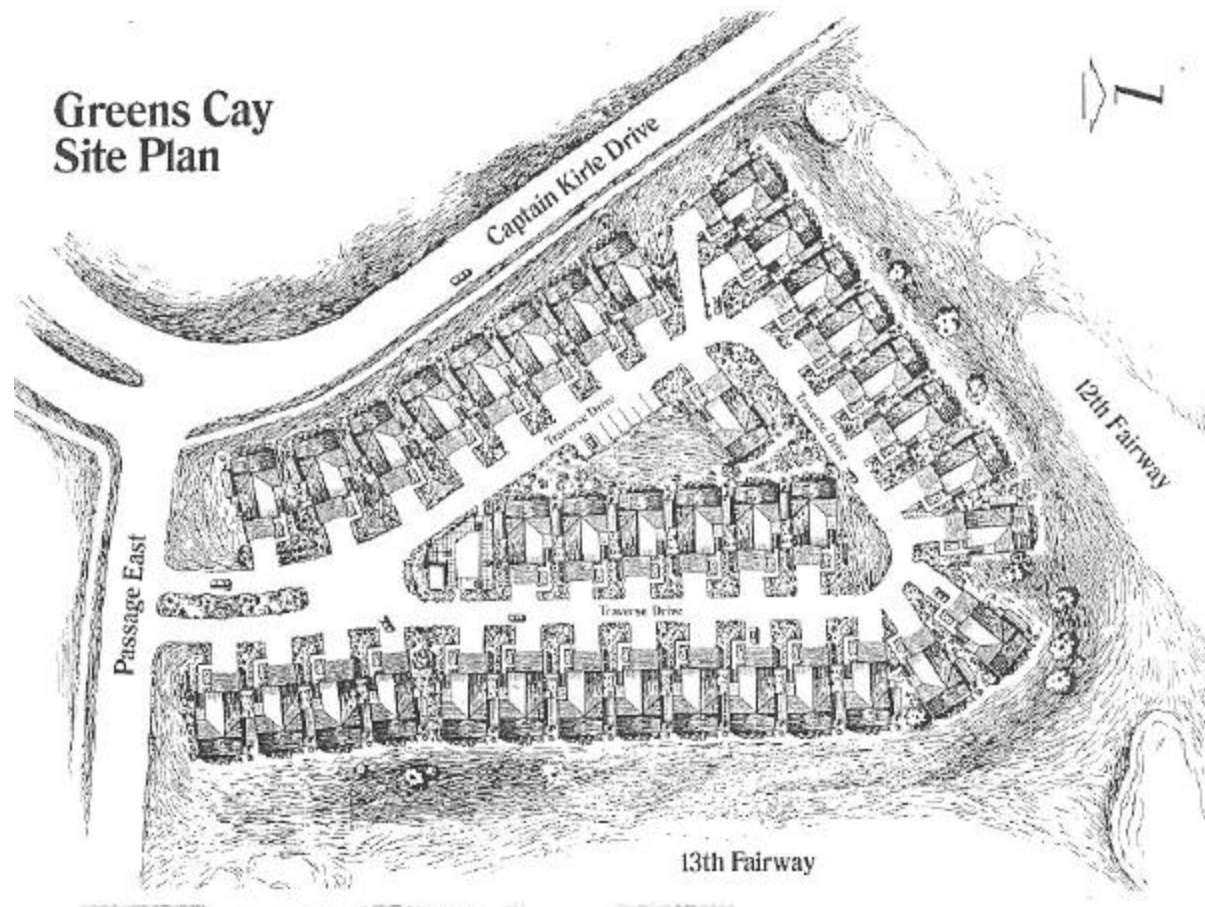 Greens Cay
Site Plan
Captain Kirle Drive
Traverse Drive
Traverse Drive
12th Fairway
Passage East
Traverse Drive
13th Fairway